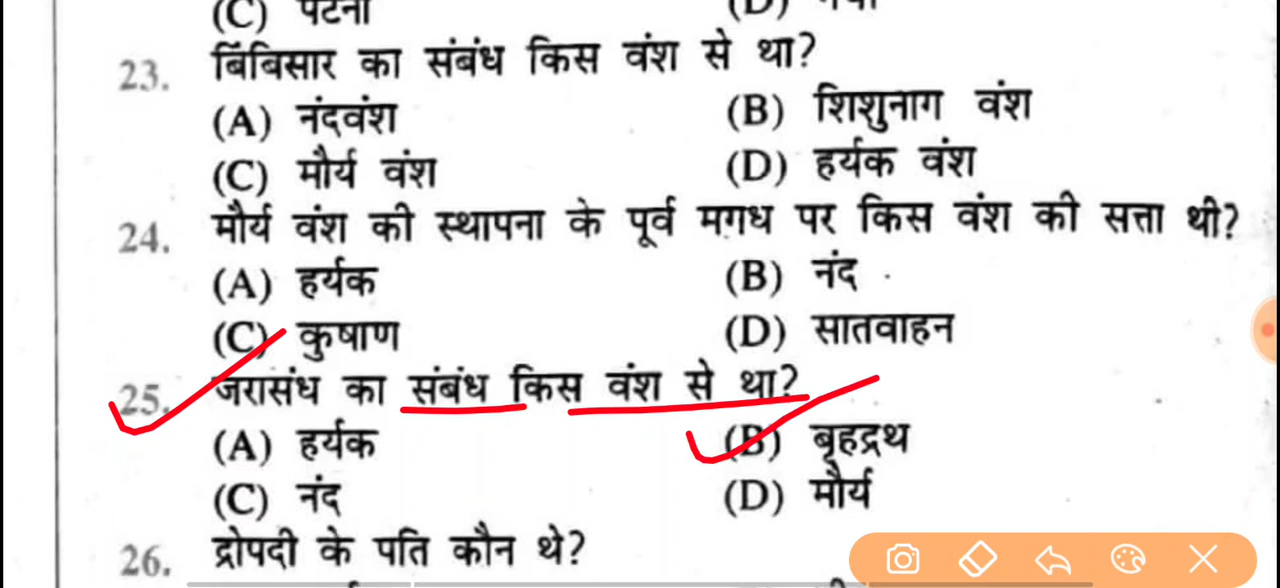 (C) पटना (D) गया
23. बिंबिसार का संबंध किस वंश से था?
(A) नंदवंश (B) शिशुनाग वंश
(C) मौर्य वंश (D) हर्यक वंश
24. मौर्य वंश की स्थापना के पूर्व मगध पर किस वंश की सत्ता थी?
(A) हर्यक (B) नंद
(C) कुषाण (D) सातवाहन
25. जरासंध का संबंध किस वंश से था?
(A) हर्यक (B) बृहद्रथ
(C) नंद (D) मौर्य
26. द्रोपदी के पति कौन थे?